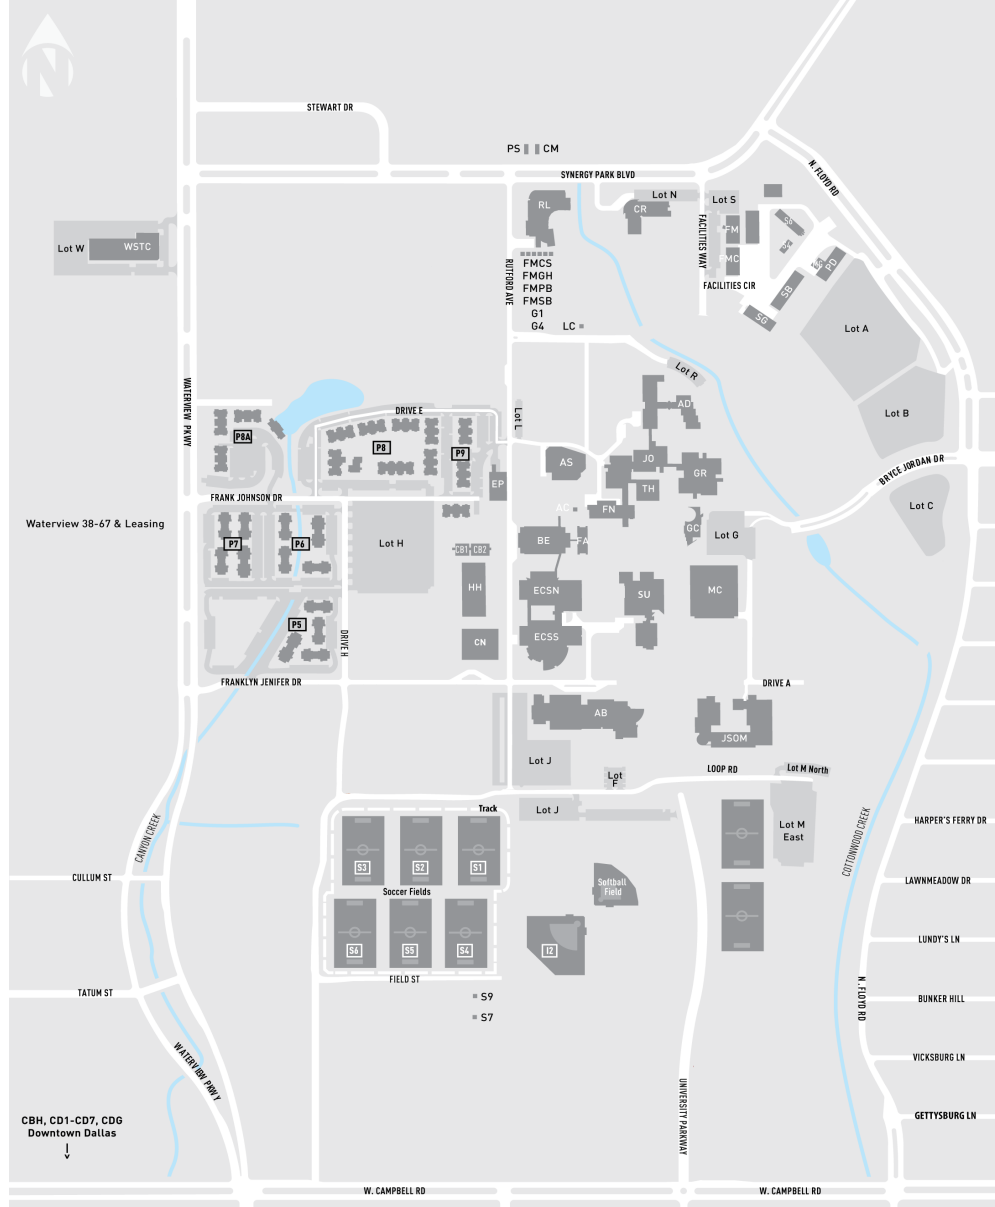 N
STEWART DR
PS
CM
SYNERGY PARK BLVD
N. FLOYD RD
Lot N
Lot S
RL
CR
FM
SG
FACILITIES WAY
Lot W
WSTC
FMC
PD
FACILITIES CIR
SB
SG
RUTFORD AVE
FMCS
FMGH
FMPB
FMSB
G1
G4
LC
Lot A
Lot R
WATERVIEW PKWY
DRIVE E
Lot L
AD
Lot B
P8A
P8
P9
AS
JO
GR
BRYCE JORDAN DR
EP
TH
FRANK JOHNSON DR
AC
FN
Lot C
Waterview 38-67 & Leasing
P7
P6
Lot H
GC
Lot G
CB1
CB2
BE
FA
HH
ECSN
SU
MC
P5
DRIVE H
CN
ECSS
FRANKLYN JENIFER DR
DRIVE A
AB
JSOM
Lot J
Lot
F
LOOP RD
Lot M North
Track
Lot J
Lot M
East
HARPER'S FERRY DR
CANYON CREEK
COTTONWOOD CREEK
S3
S2
S1
CULLUM ST
Soccer Fields
Softball
Field
LAWNMEADOW DR
S6
S5
S4
I2
LUNDY'S LN
FIELD ST
TATUM ST
S9
S7
N. FLOYD RD
BUNKER HILL
WATERVIEW PKWY
VICKSBURG LN
UNIVERSITY PARKWAY
CBH, CD1-CD7, CDG
Downtown Dallas
GETTYSBURG LN
W. CAMPBELL RD
W. CAMPBELL RD